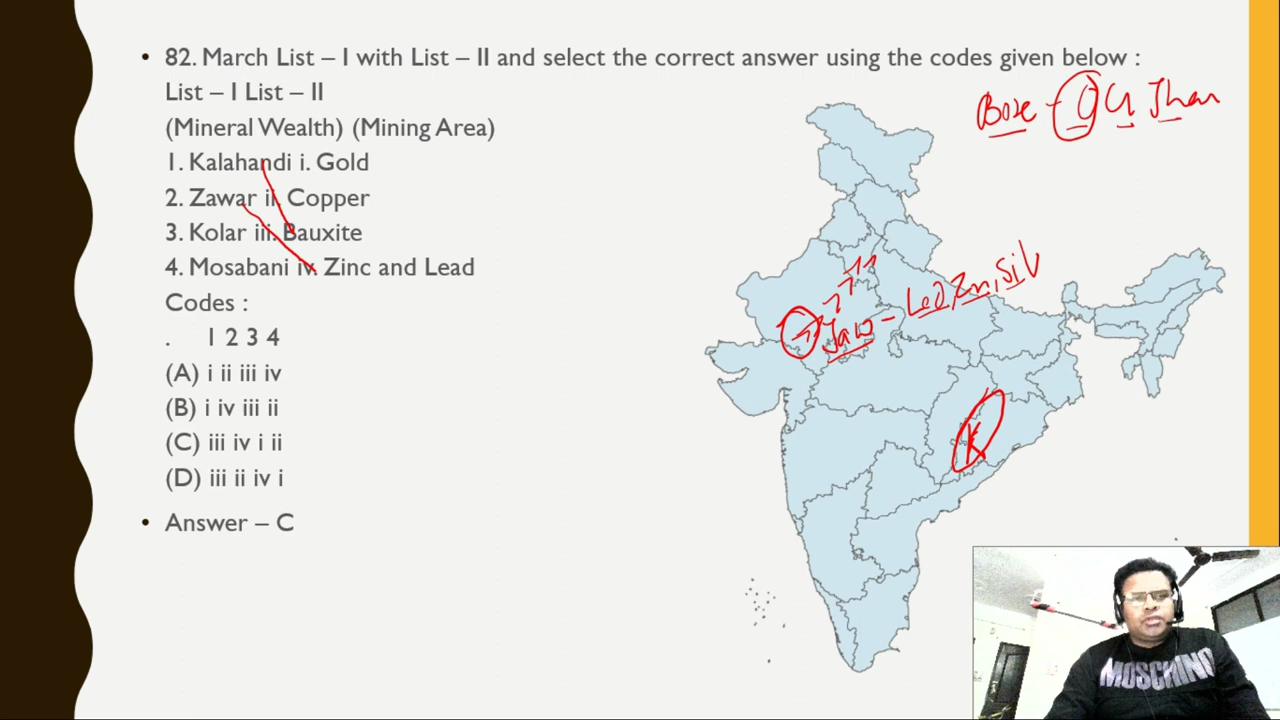 • 82. March List – I with List – II and select the correct answer using the codes given below :
List – I List – II
(Mineral Wealth) (Mining Area)
1. Kalahandi i. Gold
2. Zawar ii. Copper
3. Kolar iii. Bauxite
4. Mosabani iv. Zinc and Lead
Codes :
. 1 2 3 4
(A) i ii iii iv
(B) i iv iii ii
(C) iii iv i ii
(D) iii ii iv i
• Answer – C
K
MOSCHINO